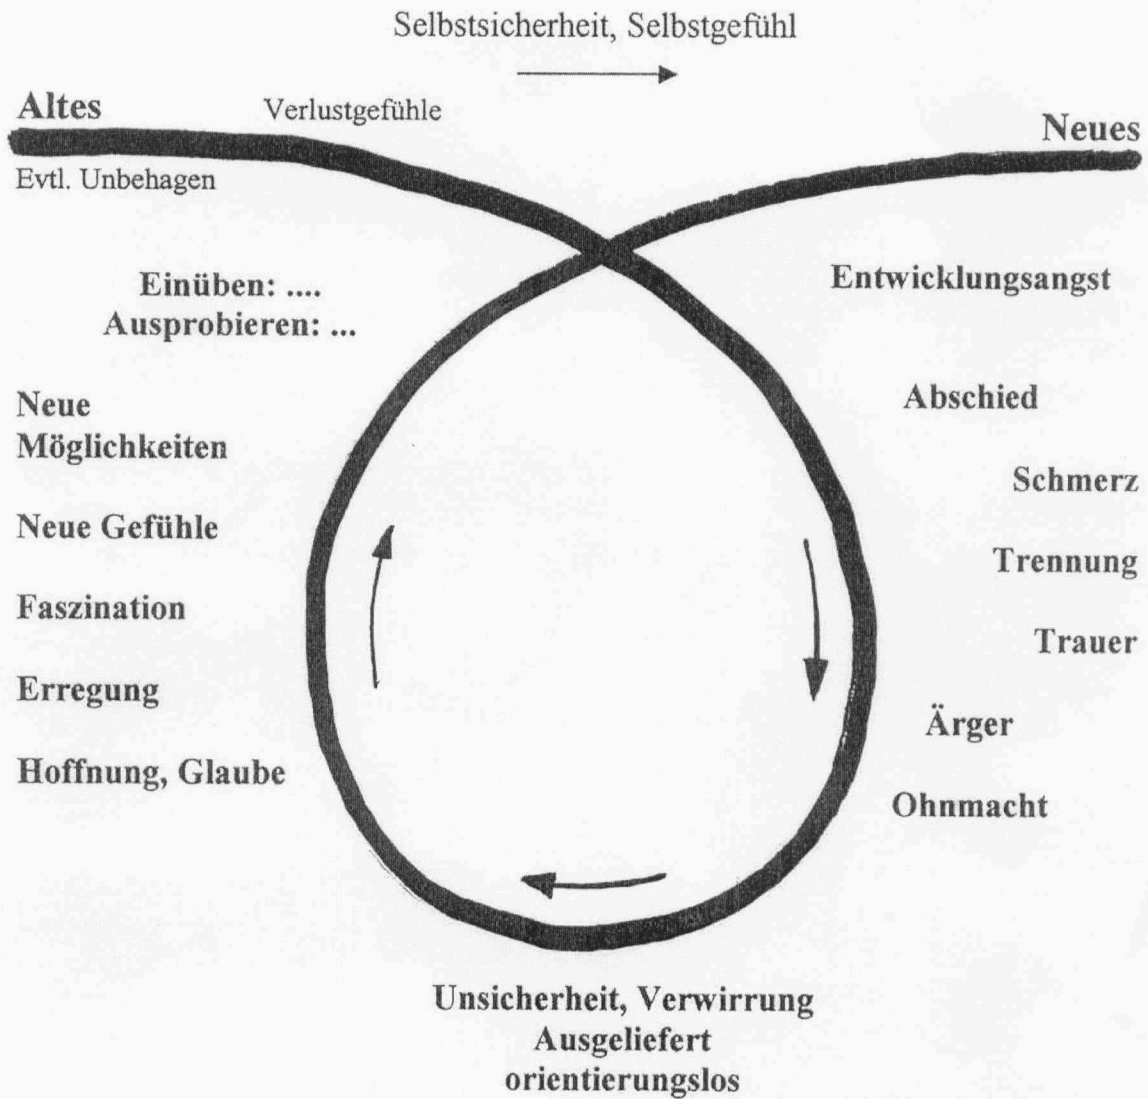 Selbstsicherheit, Selbstgefühl
Altes
Verlustgefühle
Neues
Evtl. Unbehagen
Einüben: ....
Ausprobieren: ...
Entwicklungsangst
Neue
Möglichkeiten
Abschied
Schmerz
Neue Gefühle
Trennung
Faszination
Trauer
Erregung
Ärger
Hoffnung, Glaube
Ohnmacht
Unsicherheit, Verwirrung
Ausgeliefert
orientierungslos